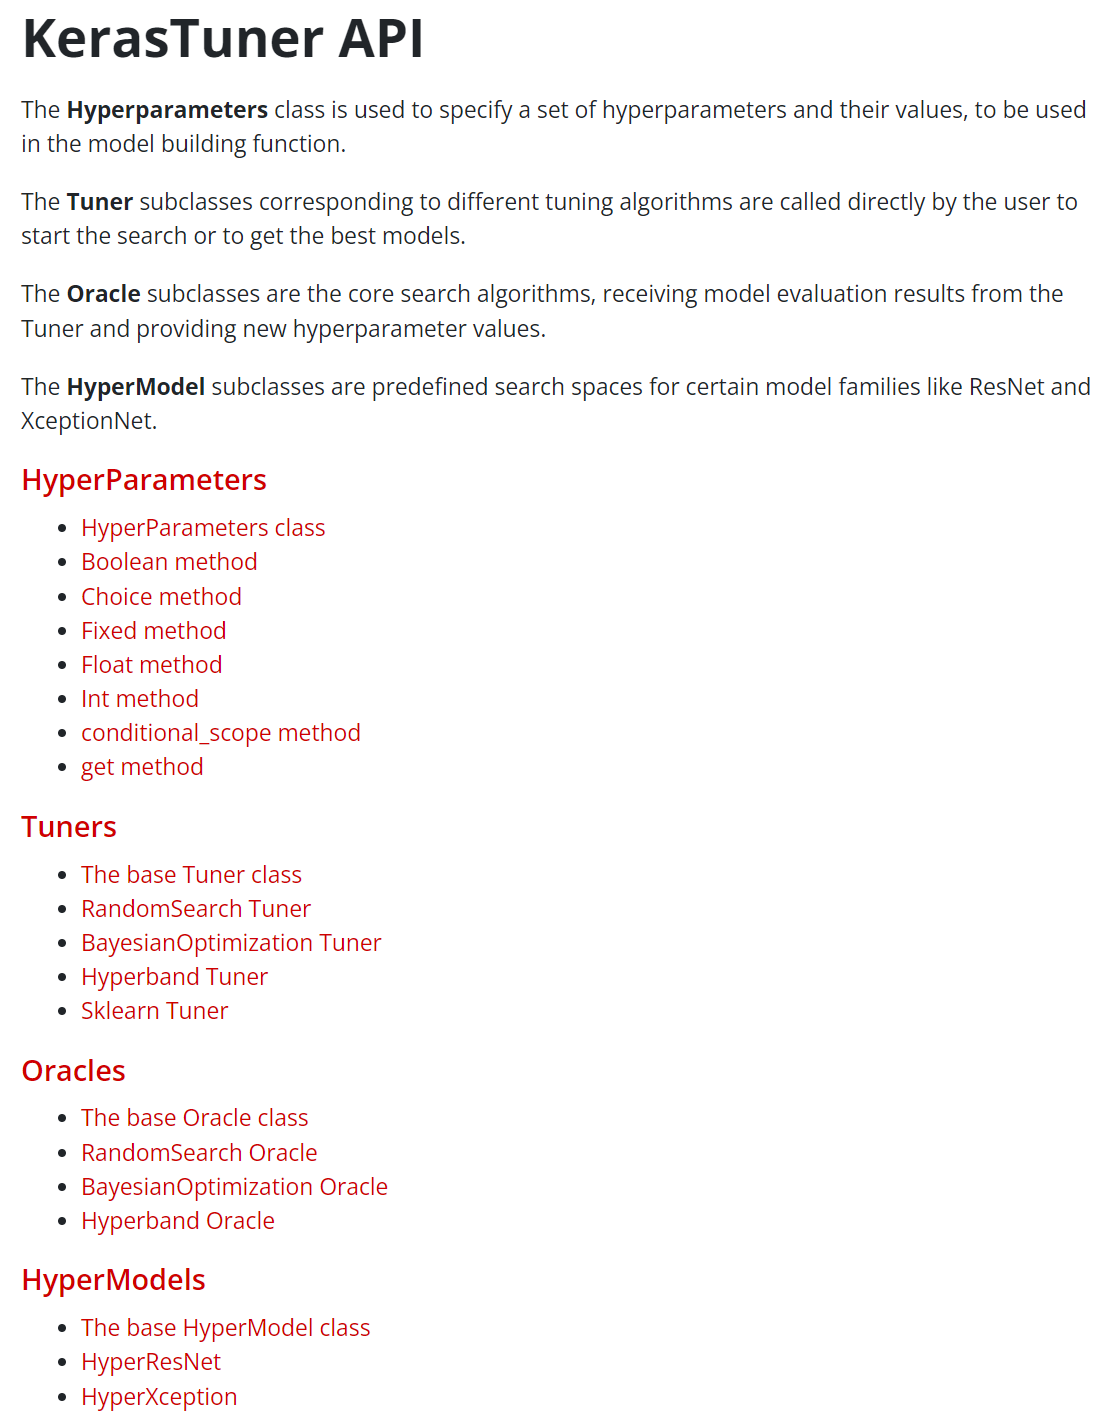 KerasTuner API
The Hyperparameters class is used to specify a set of hyperparameters and their values, to be used
in the model building function.
The Tuner subclasses corresponding to different tuning algorithms are called directly by the user to
start the search or to get the best models.
The Oracle subclasses are the core search algorithms, receiving model evaluation results from the
Tuner and providing new hyperparameter values.
The HyperModel subclasses are predefined search spaces for certain model families like ResNet and
XceptionNet.
HyperParameters
• HyperParameters class
• Boolean method
• Choice method
• Fixed method
• Float method
• Int method
• conditional_scope method
• get method
Tuners
• The base Tuner class
• RandomSearch Tuner
• BayesianOptimization Tuner
• Hyperband Tuner
• Sklearn Tuner
Oracles
• The base Oracle class
• RandomSearch Oracle
• BayesianOptimization Oracle
• Hyperband Oracle
HyperModels
• The base HyperModel class
• HyperResNet
• HyperXception